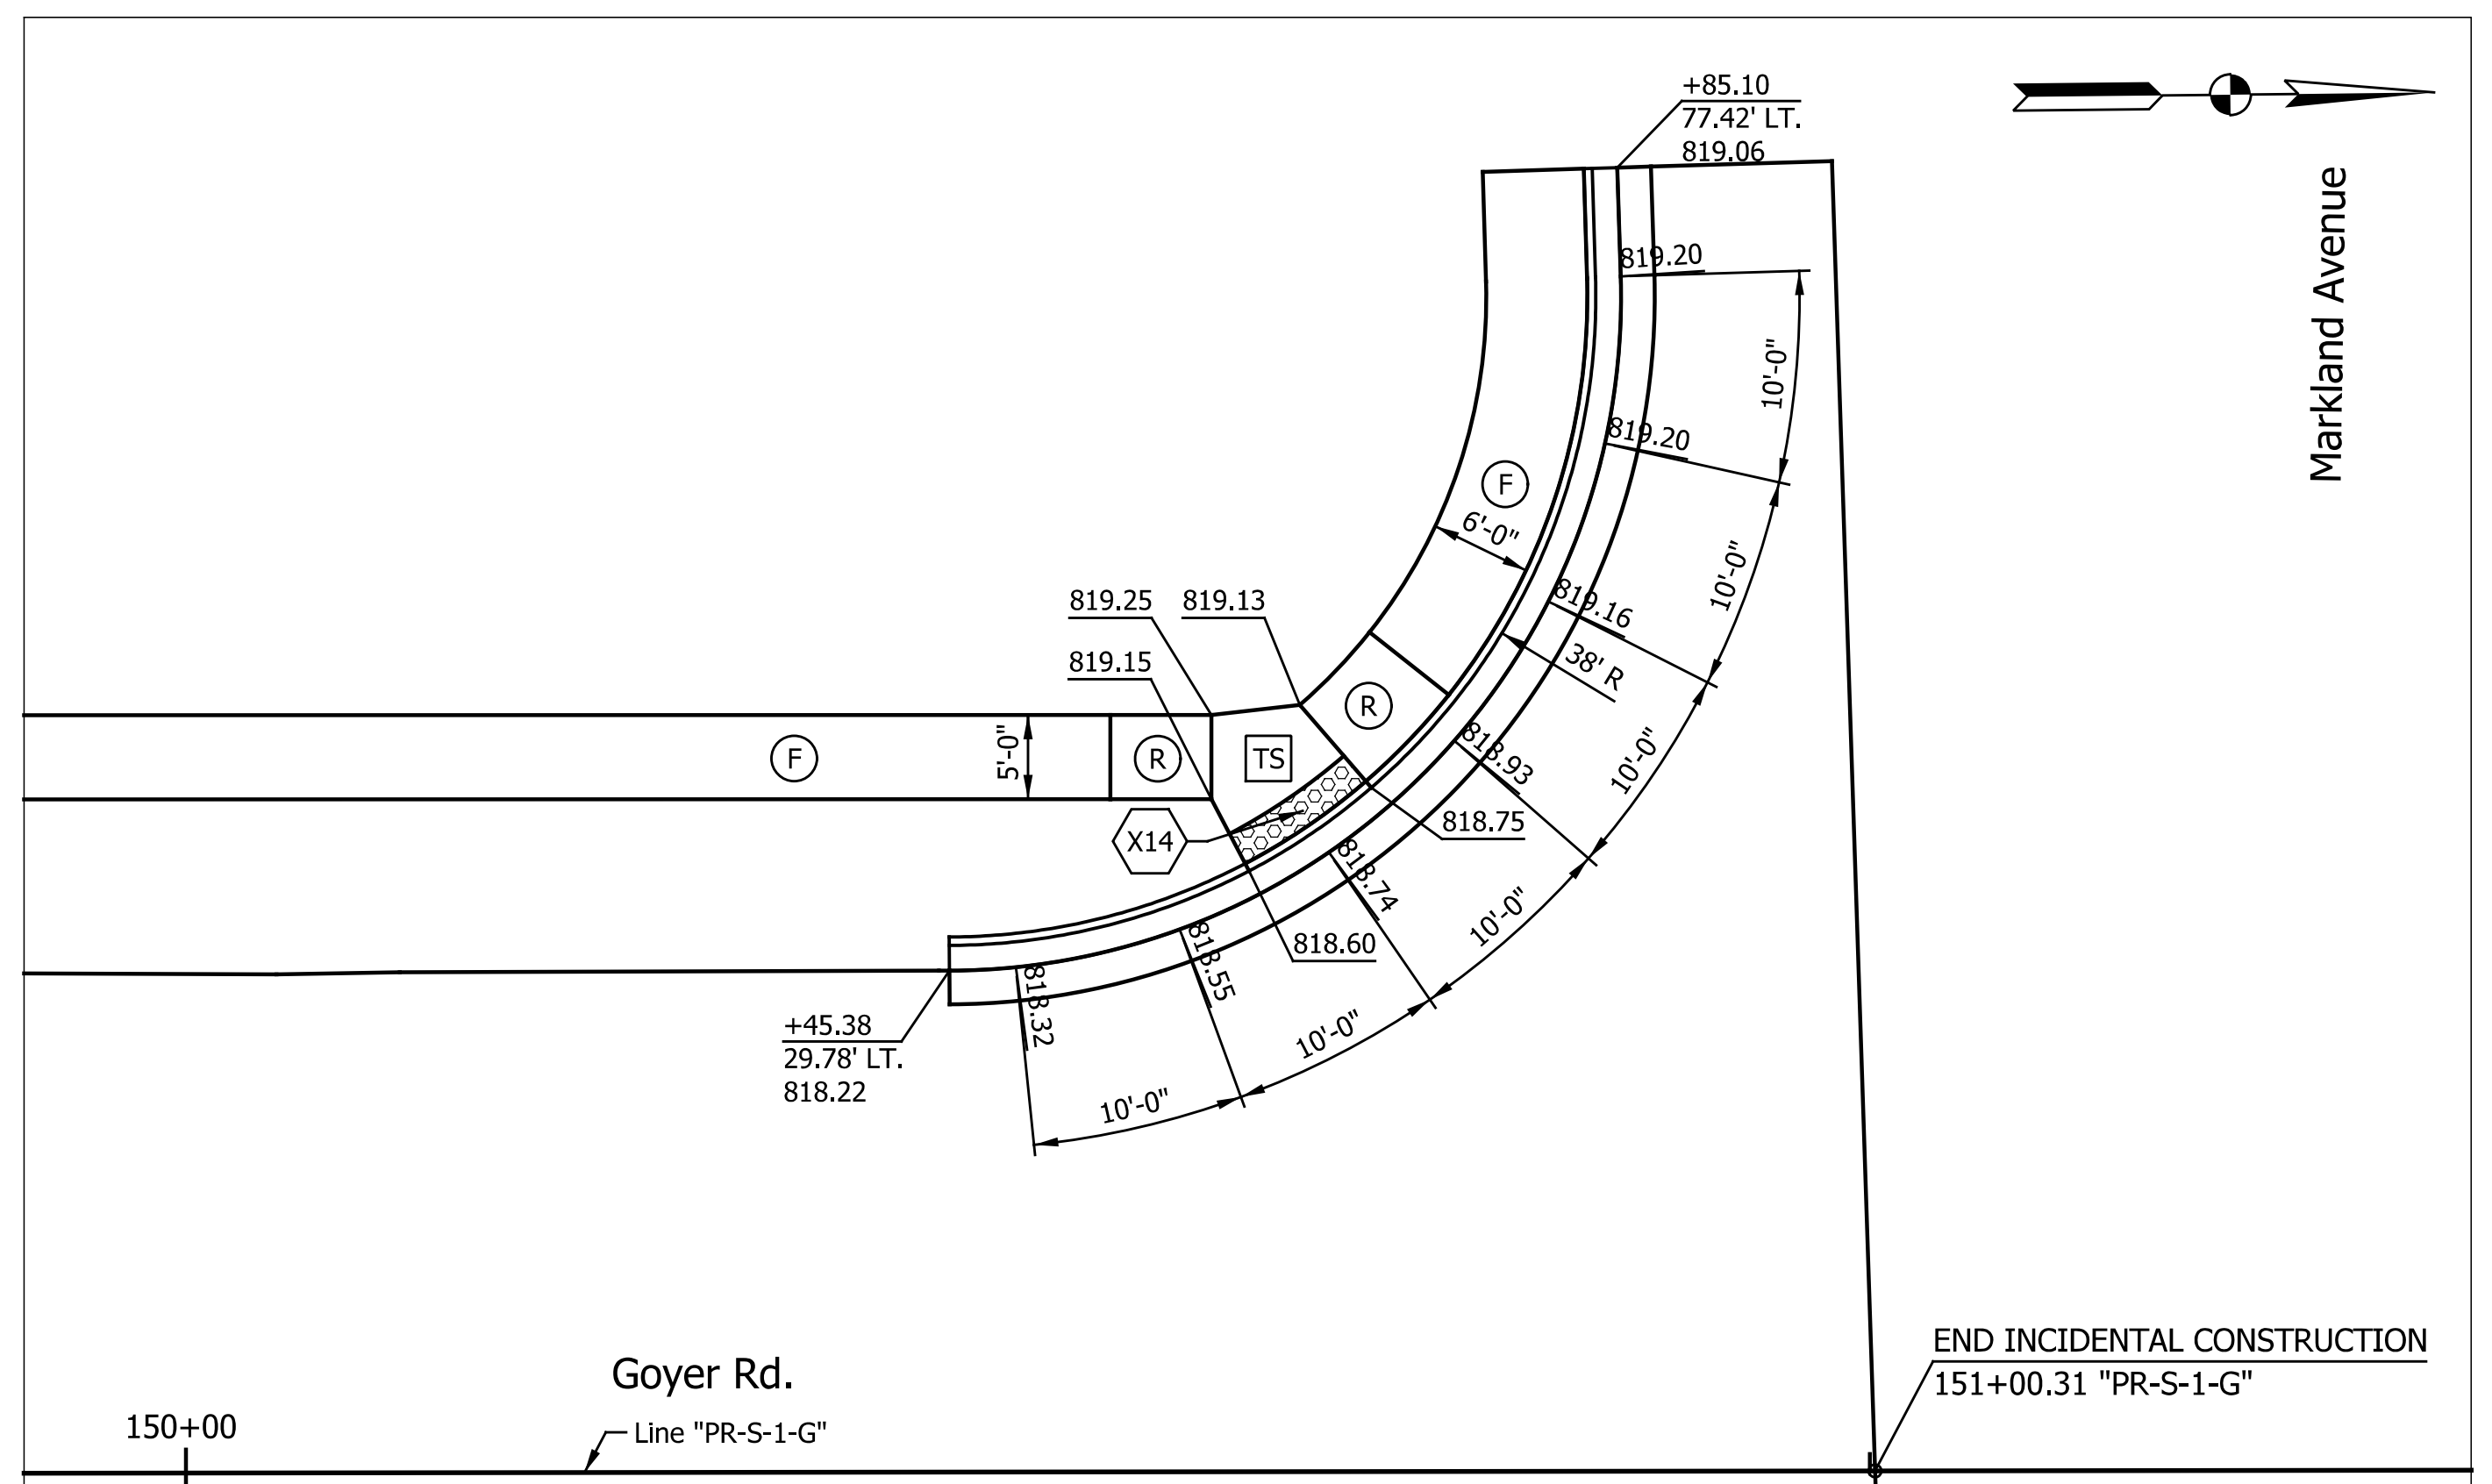 +85.10
77.42' LT.
819.06
Markland Avenue
819.20
10'-0"
819.20
F
6'-0"
10'-0"
819.16
819.25
819.13
38' R
819.15
R
818.93
10'-0"
F
5'-0"
R
TS
X14
818.75
818.74
10'-0"
818.60
818.55
818.32
10'-0"
+45.38
29.78' LT.
818.22
10'-0"
END INCIDENTAL CONSTRUCTION
151+00.31 "PR-S-1-G"
Goyer Rd.
150+00
Line "PR-S-1-G"